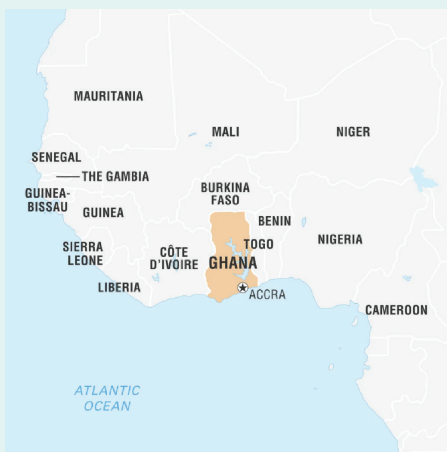 MAURITANIA
MALI
NIGER
SENEGAL
THE GAMBIA
GUINEA-
BISSAU
GUINEA
BURKINA
FASO
BENIN
NIGERIA
SIERRA
LEONE
CÔTE
D'IVOIRE
TOGO
GHANA
LIBERIA
ACCRA
CAMEROON
ATLANTIC
OCEAN